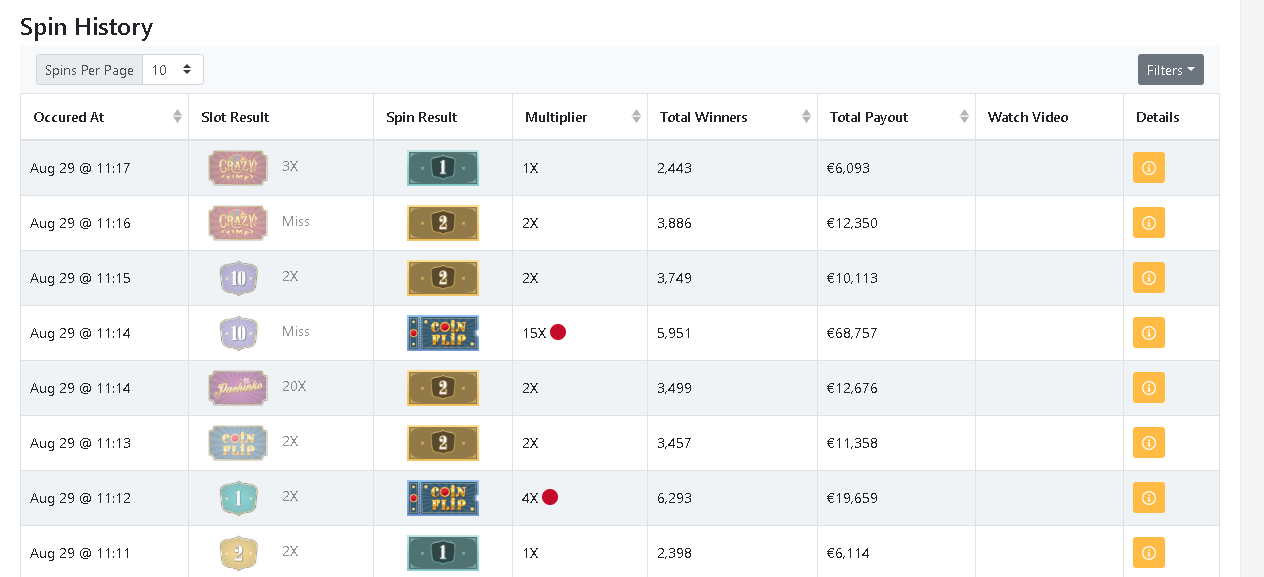 Spin History
Spins Per Page 10 Filters
Occured At Slot Result Spin Result Multiplier Total Winners Total Payout Watch Video Details
Aug 29 @ 11:17 CRAZY TIME 3X 1 1X 2,443 €6,093
Aug 29 @ 11:16 CRAZY TIME Miss 2 2X 3,886 €12,350
Aug 29 @ 11:15 10 2X 2 2X 3,749 €10,113
Aug 29 @ 11:14 10 Miss COIN FLIP 15X 5,951 €68,757
Aug 29 @ 11:14 Pachinko 20X 2 2X 3,499 €12,676
Aug 29 @ 11:13 COIN FLIP 2X 2 2X 3,457 €11,358
Aug 29 @ 11:12 1 2X COIN FLIP 4X 6,293 €19,659
Aug 29 @ 11:11 2 2X 1 1X 2,398 €6,114